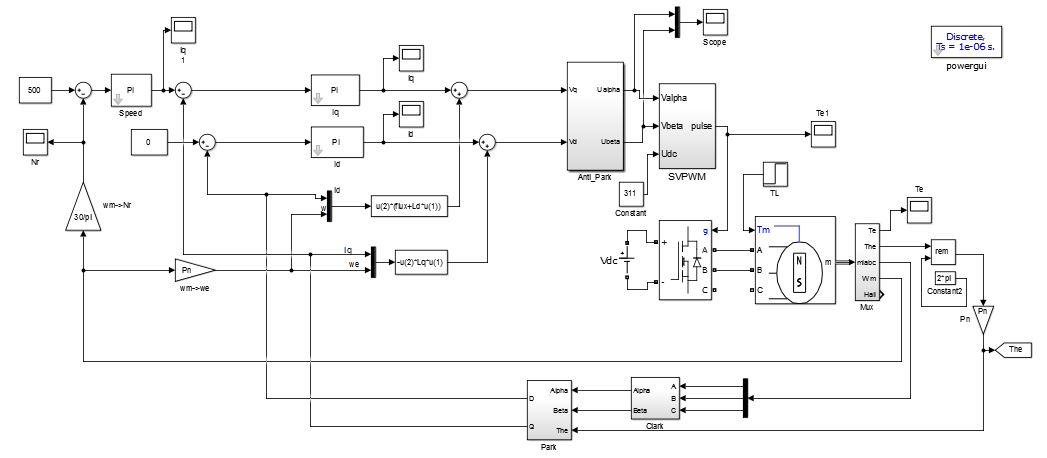 Iq
1
Iq
Id
Scope
Discrete,
Ts = 1e-06 s.
powergui
500
PI
Speed
PI
Iq
Vq
Vd
Ualpha
Ubeta
Anti_Park
Valpha
Vbeta
Udc
pulse
SVPWM
Te1
Nr
0
PI
Id
311
Constant
TL
Te
30/pi
wm->Nr
Id
w
u(2)*(flux+Ld*u(1))
Iq
we
-u(2)*Lq*u(1)
Pn
wm->we
Vdc
+
-
g
A
B
C
Tm
A
B
C
N
S
m
Te
The
miabc
Wm
Hall
Mux
rem
2*pi
Constant2
Pn
Pn
The
D
Q
Alpha
Beta
The
Park
Alpha
Beta
A
B
C
Clark